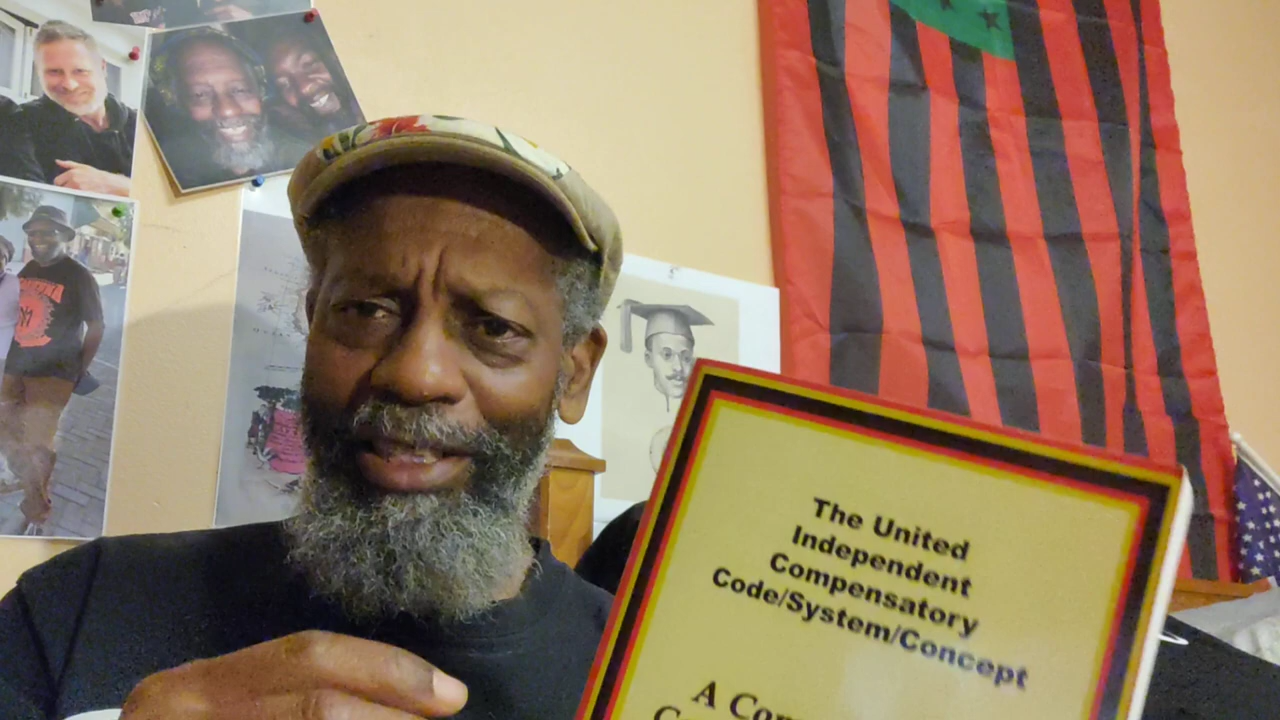 The United
Independent
Compensatory
Code/System/Concept